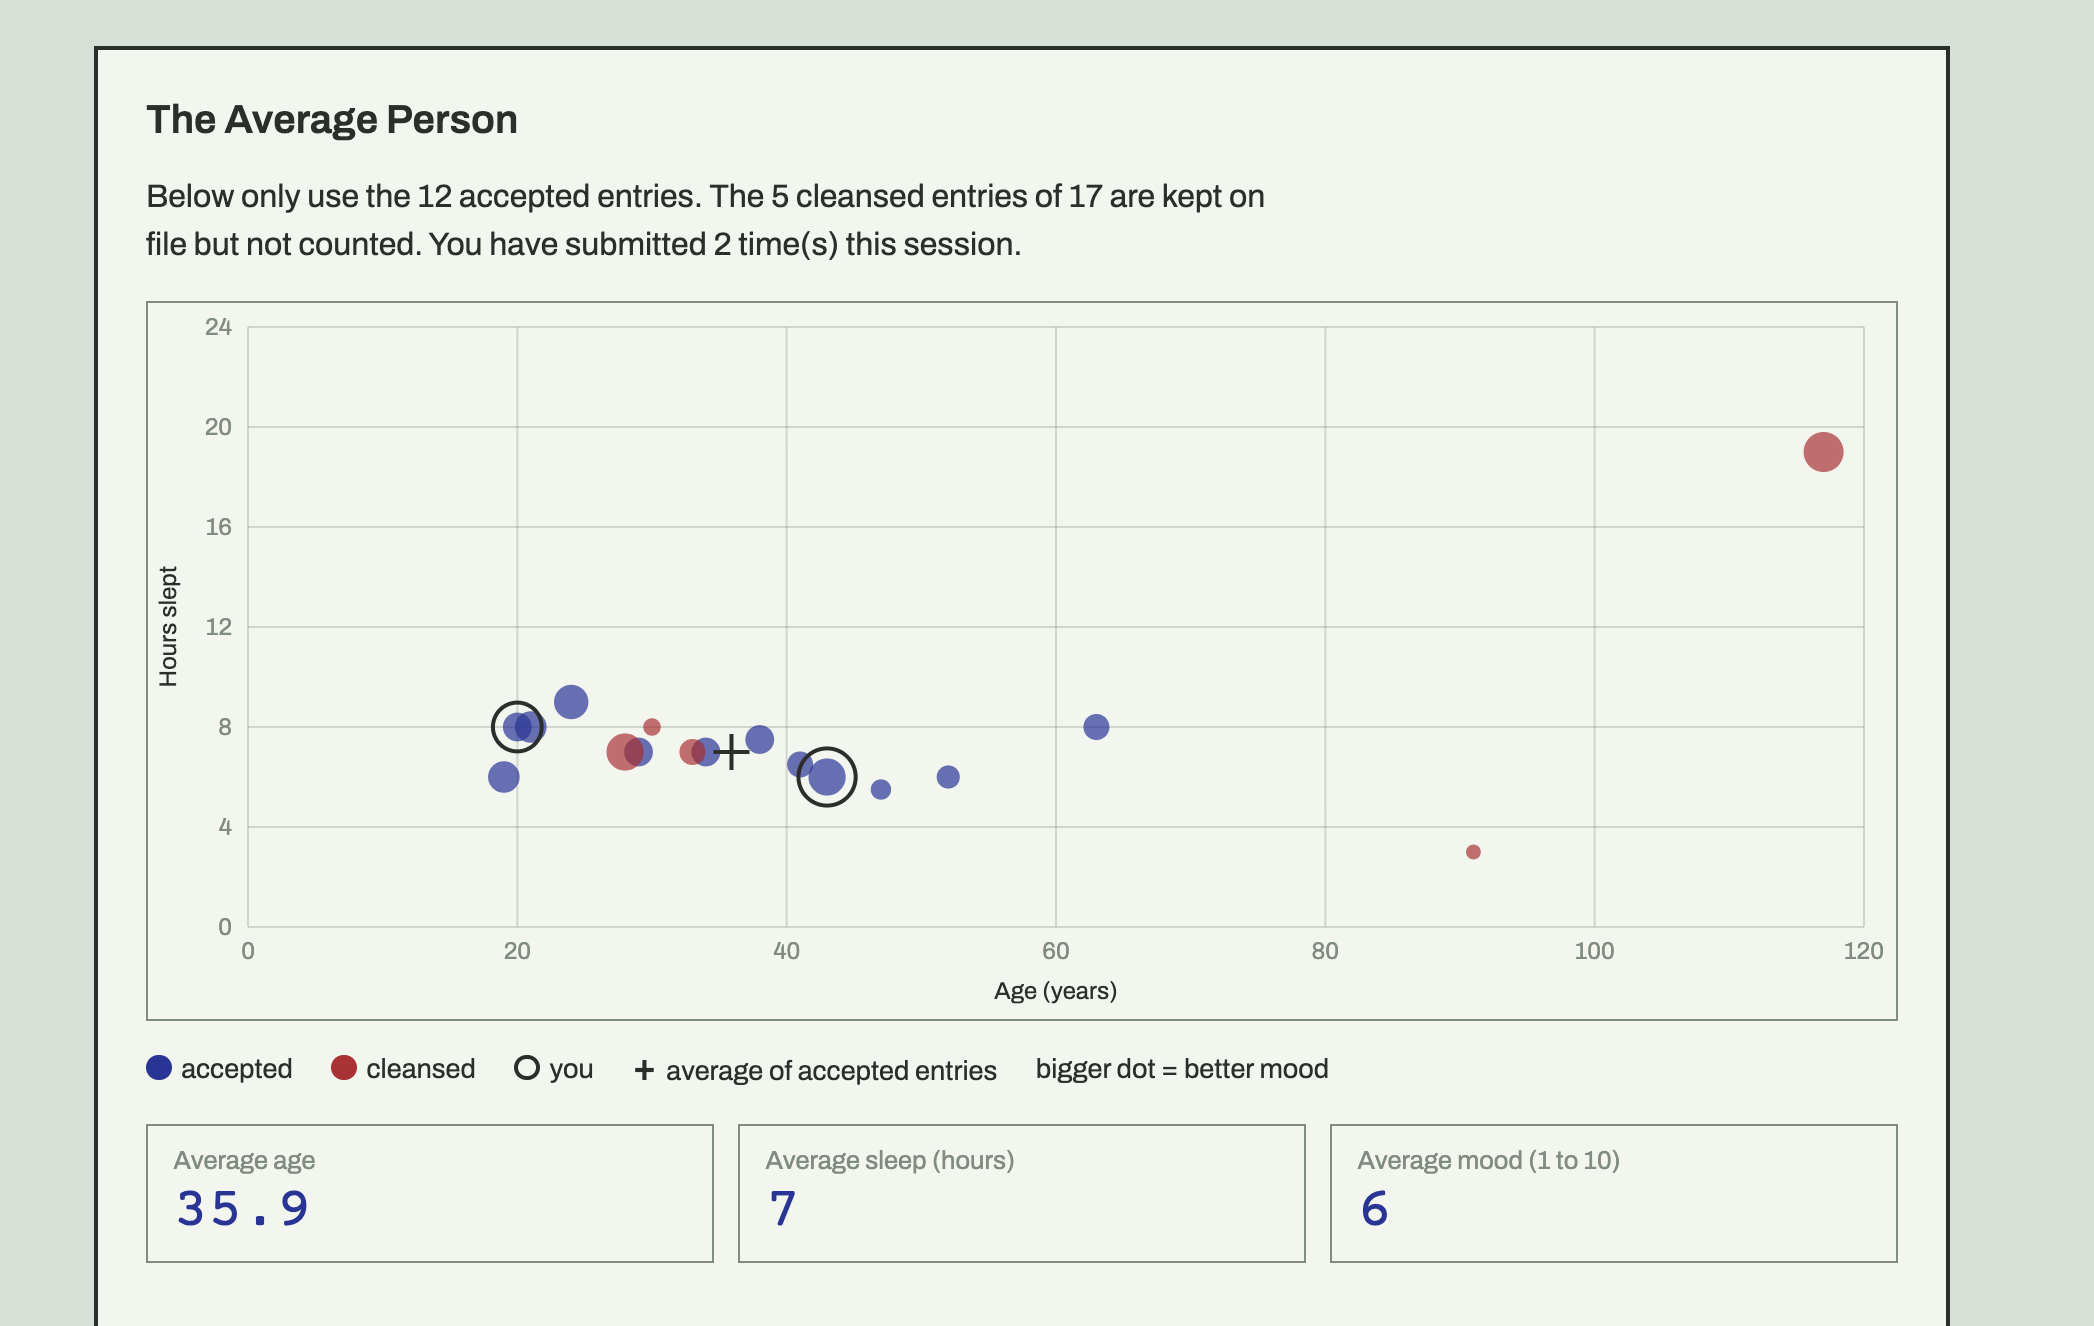 The Average Person
Below only use the 12 accepted entries. The 5 cleansed entries of 17 are kept on
file but not counted. You have submitted 2 time(s) this session.
24
20
16
12
8
4
0
Hours slept
0 20 40 60 80 100 120
Age (years)
accepted cleansed you average of accepted entries bigger dot = better mood
Average age Average sleep (hours) Average mood (1 to 10)
35.9 7 6